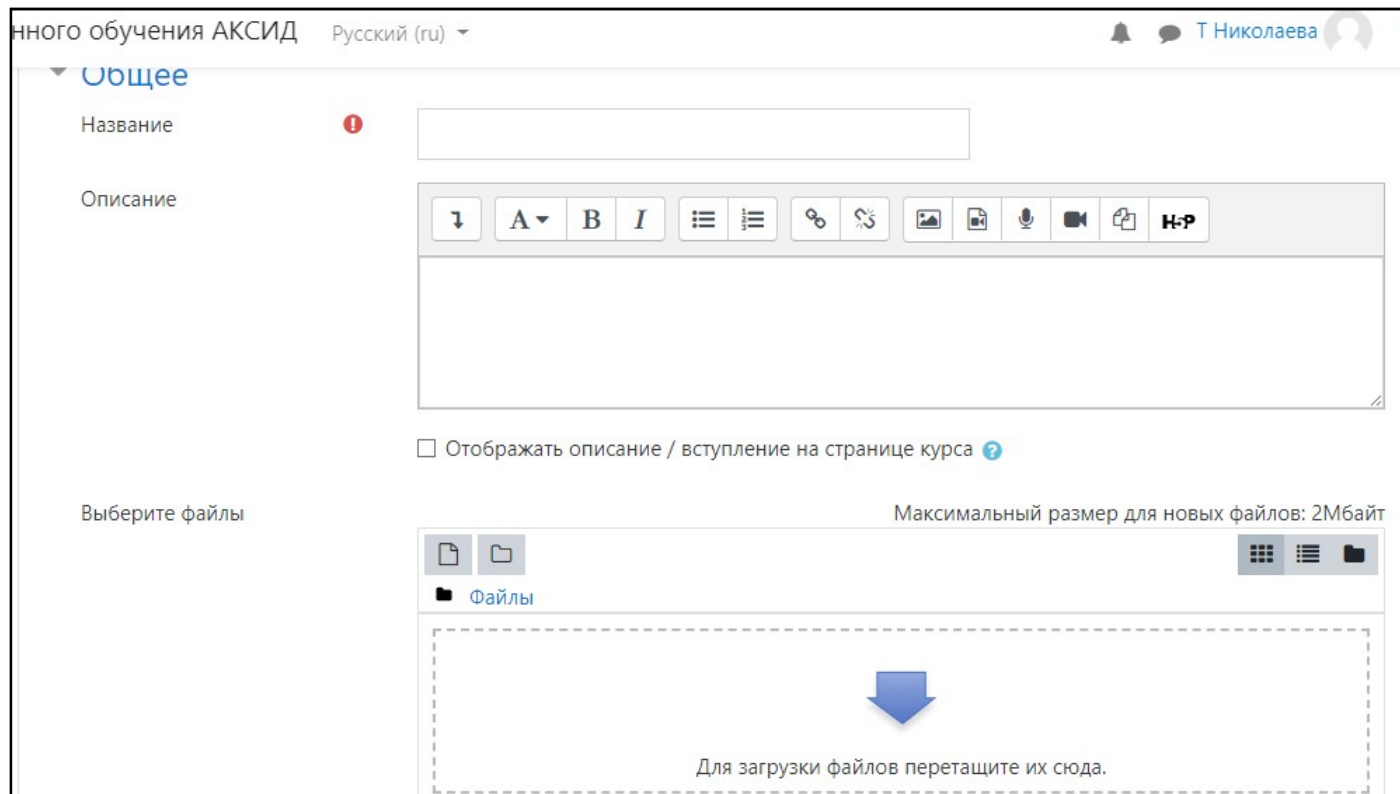 нного обучения АКСИД Русский (ru) Т Николаева
Общее
Название
Описание
A B I H-P
Отображать описание / вступление на странице курса
Выберите файлы Максимальный размер для новых файлов: 2Мбайт
Файлы
Для загрузки файлов перетащите их сюда.